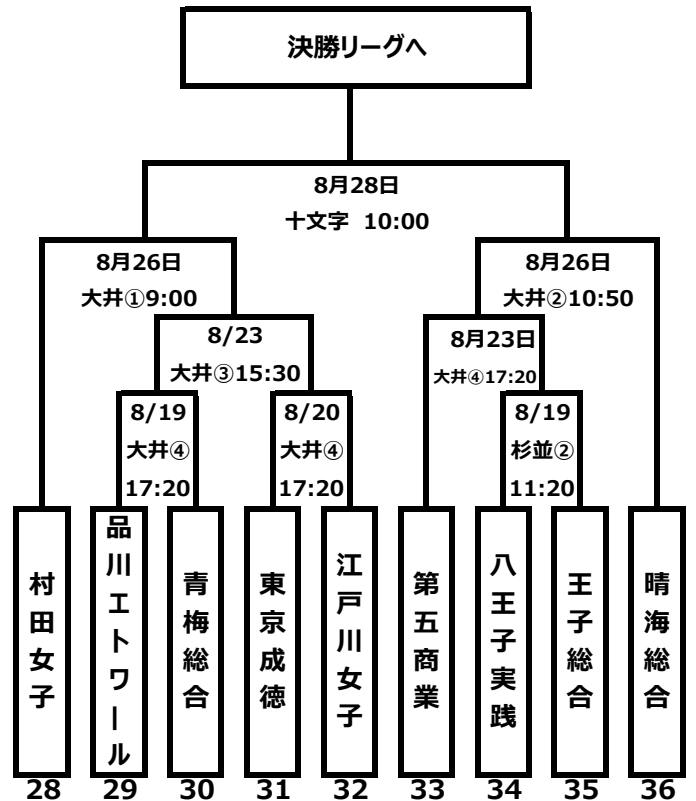 決勝リーグへ
8月28日
十文字 10:00
8月26日
大井①9:00
8月26日
大井②10:50
8/23
大井③15:30
8月23日
大井④17:20
8/19
大井④
17:20
8/20
大井④
17:20
8/19
杉並②
11:20
村田女子
品川エトワール
青梅総合
東京成徳
江戸川女子
第五商業
八王子実践
王子総合
晴海総合
28 29 30 31 32 33 34 35 36